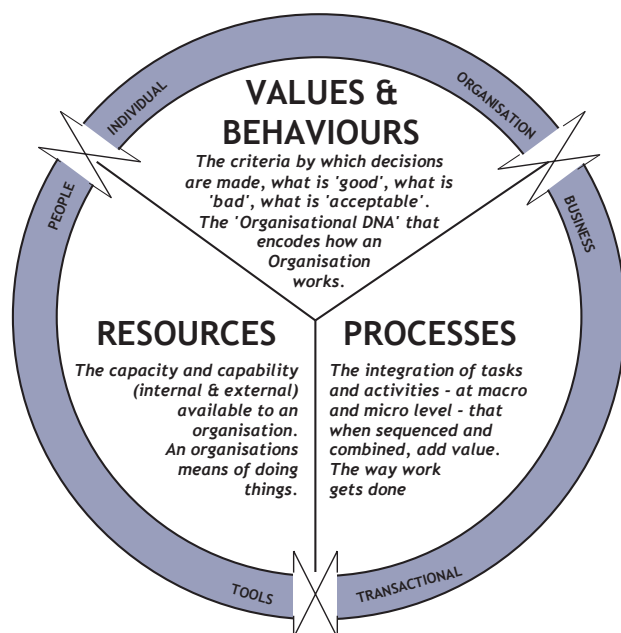 INDIVIDUAL
ORGANISATION
PEOPLE
BUSINESS
VALUES &
BEHAVIOURS
The criteria by which decisions
are made, what is 'good', what is
'bad', what is 'acceptable'.
The 'Organisational DNA' that
encodes how an
Organisation
works.
RESOURCES
The capacity and capability
(internal & external)
available to an
organisation.
An organisations
means of doing
things.
PROCESSES
The integration of tasks
and activities - at macro
and micro level - that
when sequenced and
combined, add value.
The way work
gets done
TOOLS
TRANSACTIONAL